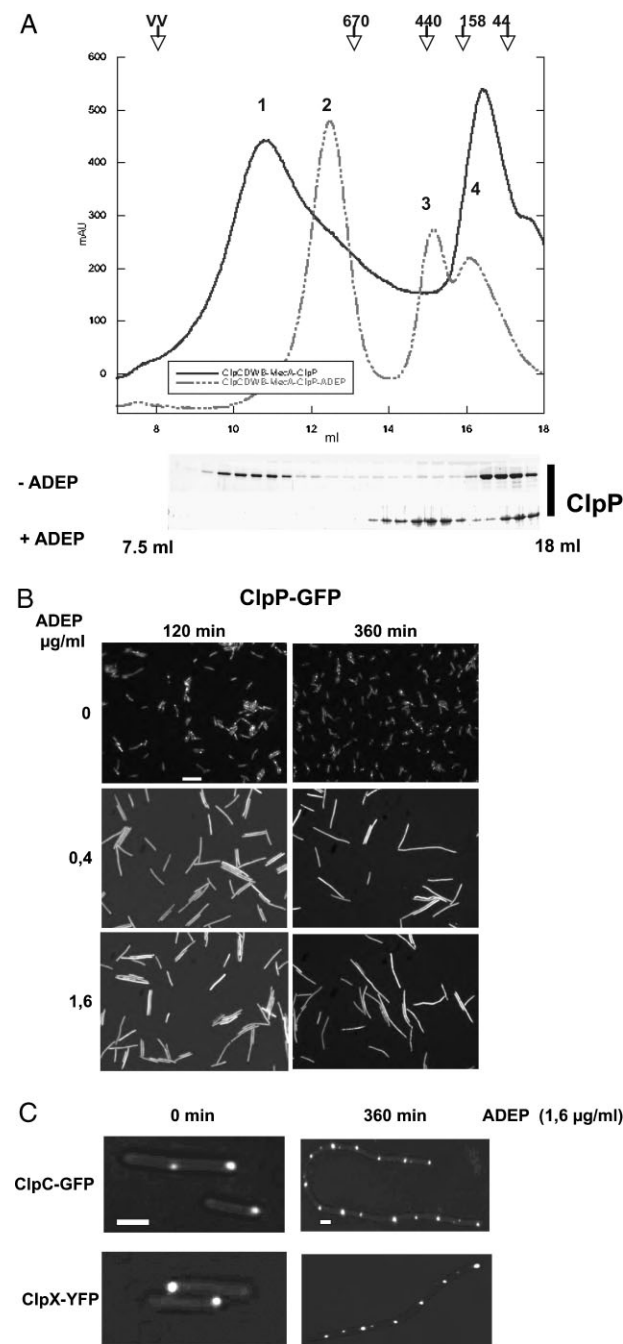 A
VV 670 440 158 44
600
500
400
300
200
100
0
mAU
1 2 3 4
ClpCDWB-MecA-ClpP
ClpCDWB-MecA-ClpP-ADEP
8 10 12 14 16 18
ml
- ADEP
+ ADEP
ClpP
7.5 ml 18 ml
B
ClpP-GFP
ADEP
µg/ml
120 min 360 min
0
0,4
1,6
C
0 min 360 min ADEP (1,6 µg/ml)
ClpC-GFP
ClpX-YFP